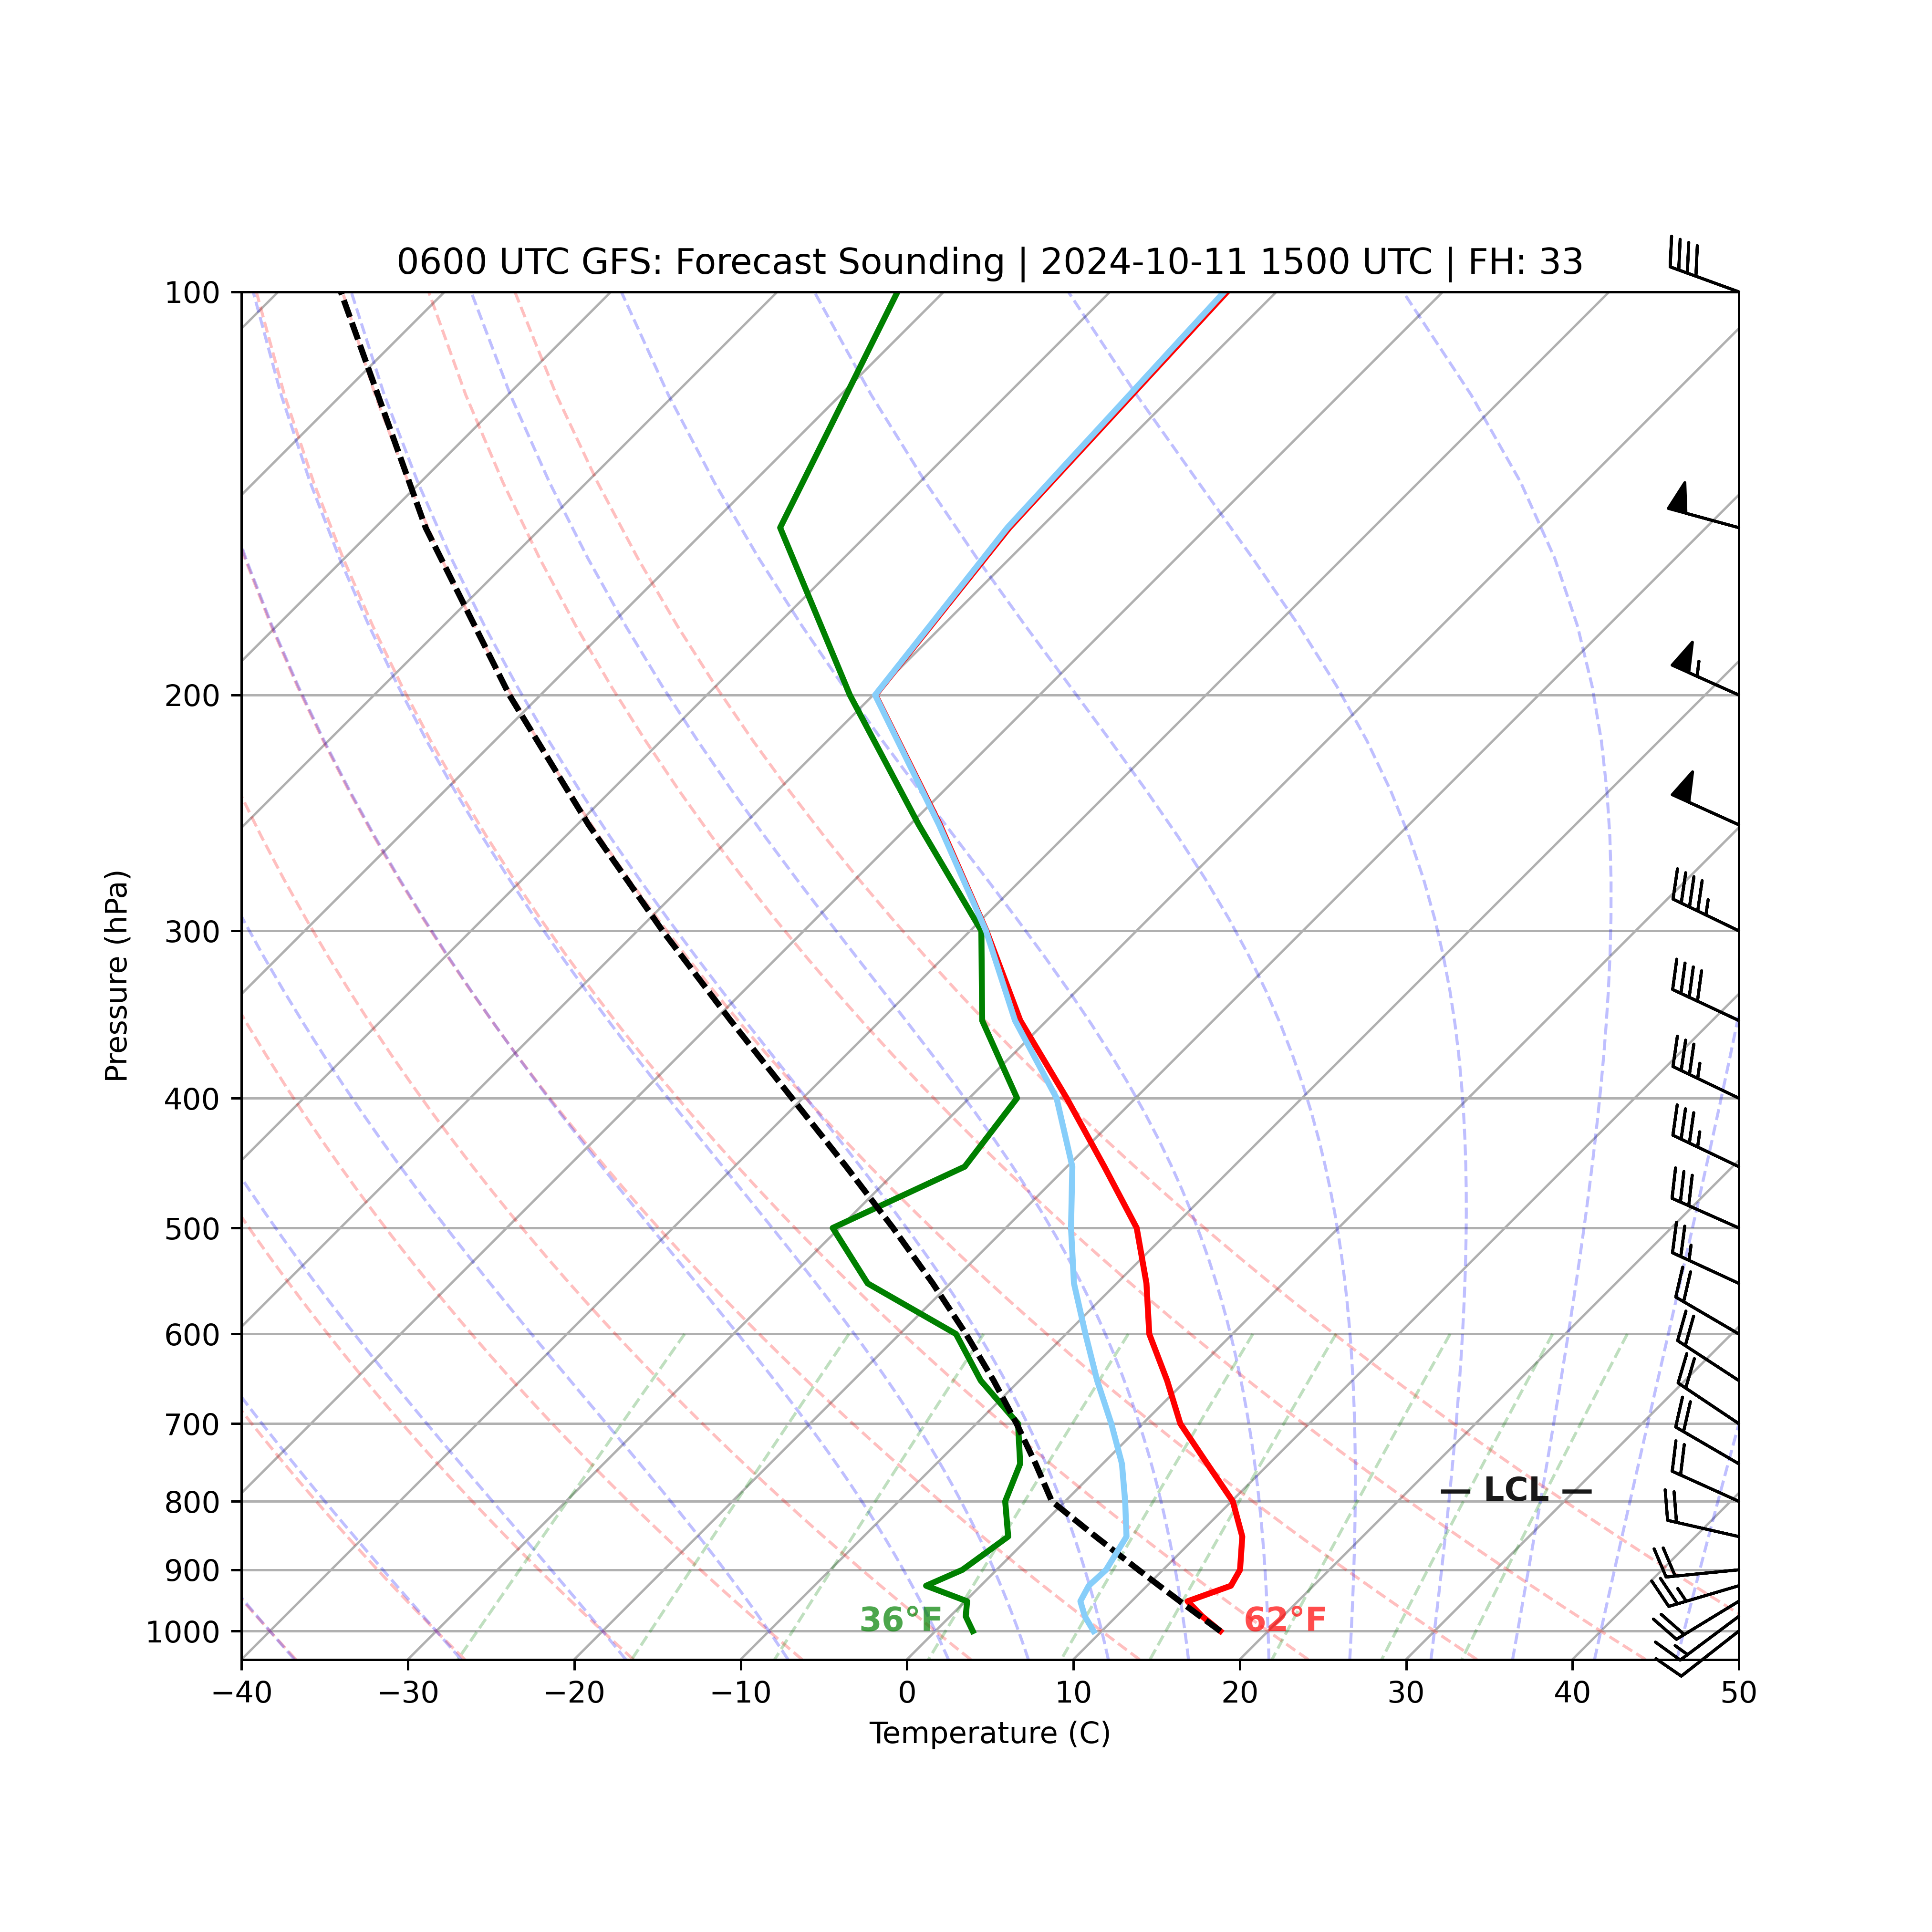 0600 UTC GFS: Forecast Sounding | 2024-10-11 1500 UTC | FH: 33
100
200
300
400
500
600
700
800
900
1000
Pressure (hPa)
— LCL —
36°F
62°F
−40 −30 −20 −10 0 10 20 30 40 50
Temperature (C)